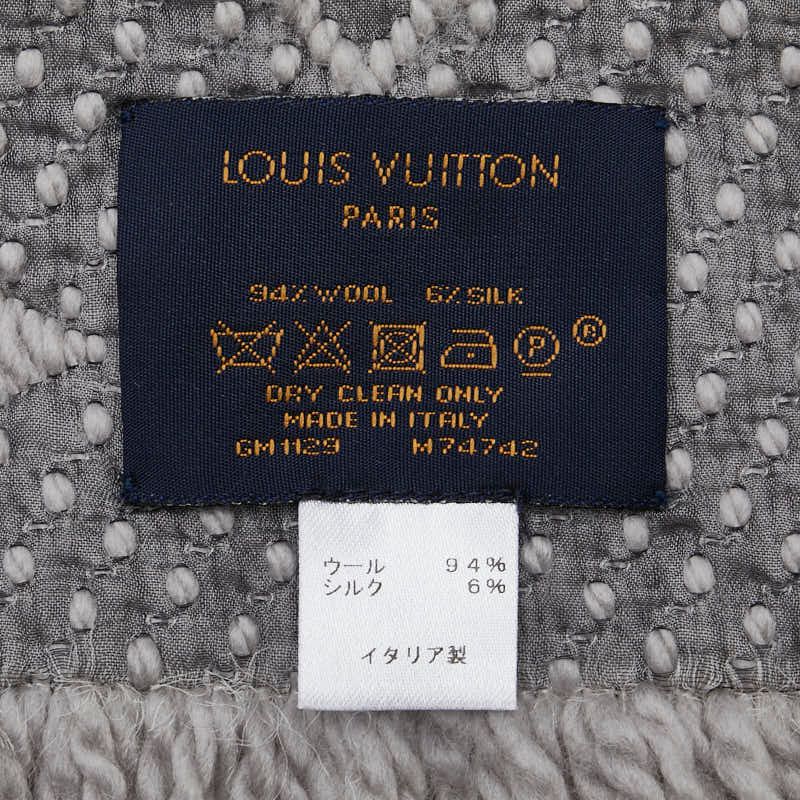 LOUIS VUITTON
PARIS
94% WOOL 6% SILK
P R
DRY CLEAN ONLY
MADE IN ITALY
GM1129 M74742
ウール 94%
シルク 6%
イタリア製